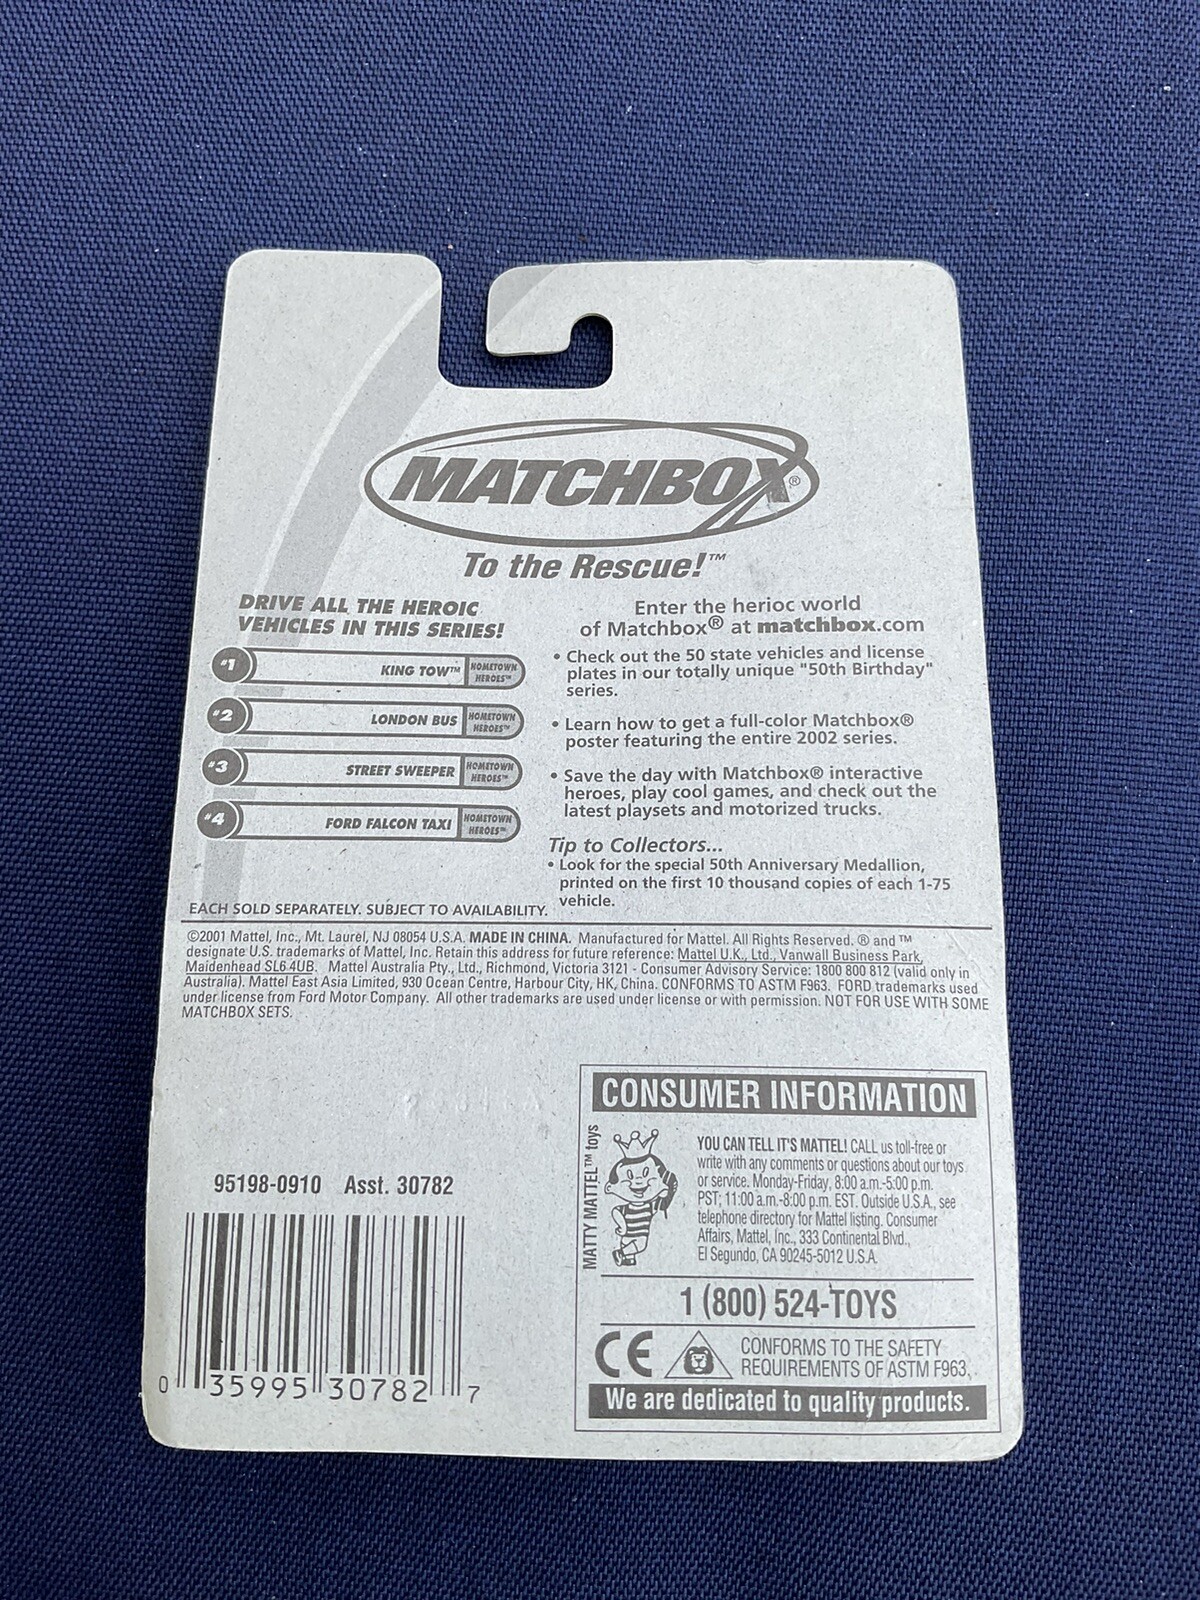 MATCHBOX®
To the Rescue!™
DRIVE ALL THE HEROIC
VEHICLES IN THIS SERIES!
#1 KING TOW™ HOMETOWN HEROES™
#2 LONDON BUS HOMETOWN HEROES™
#3 STREET SWEEPER HOMETOWN HEROES™
#4 FORD FALCON TAXI HOMETOWN HEROES™
EACH SOLD SEPARATELY. SUBJECT TO AVAILABILITY.
Enter the herioc world
of Matchbox® at matchbox.com
• Check out the 50 state vehicles and license
plates in our totally unique "50th Birthday"
series.
• Learn how to get a full-color Matchbox®
poster featuring the entire 2002 series.
• Save the day with Matchbox® interactive
heroes, play cool games, and check out the
latest playsets and motorized trucks.
Tip to Collectors...
• Look for the special 50th Anniversary Medallion,
printed on the first 10 thousand copies of each 1-75
vehicle.
©2001 Mattel, Inc., Mt. Laurel, NJ 08054 U.S.A. MADE IN CHINA. Manufactured for Mattel. All Rights Reserved. ® and ™
designate U.S. trademarks of Mattel, Inc. Retain this address for future reference: Mattel U.K., Ltd., Vanwall Business Park,
Maidenhead SL6 4UB. Mattel Australia Pty., Ltd., Richmond, Victoria 3121 - Consumer Advisory Service: 1800 800 812 (valid only in
Australia). Mattel East Asia Limited, 930 Ocean Centre, Harbour City, HK, China. CONFORMS TO ASTM F963. FORD trademarks used
under license from Ford Motor Company. All other trademarks are used under license or with permission. NOT FOR USE WITH SOME
MATCHBOX SETS.
95198-0910 Asst. 30782
0 35995 30782 7
CONSUMER INFORMATION
MATTY MATTEL™ toys
YOU CAN TELL IT'S MATTEL! CALL us toll-free or
write with any comments or questions about our toys
or service. Monday-Friday, 8:00 a.m.-5:00 p.m.
PST; 11:00 a.m.-8:00 p.m. EST. Outside U.S.A., see
telephone directory for Mattel listing. Consumer
Affairs, Mattel, Inc., 333 Continental Blvd.,
El Segundo, CA 90245-5012 U.S.A.
1 (800) 524-TOYS
CE
CONFORMS TO THE SAFETY
REQUIREMENTS OF ASTM F963.
We are dedicated to quality products.